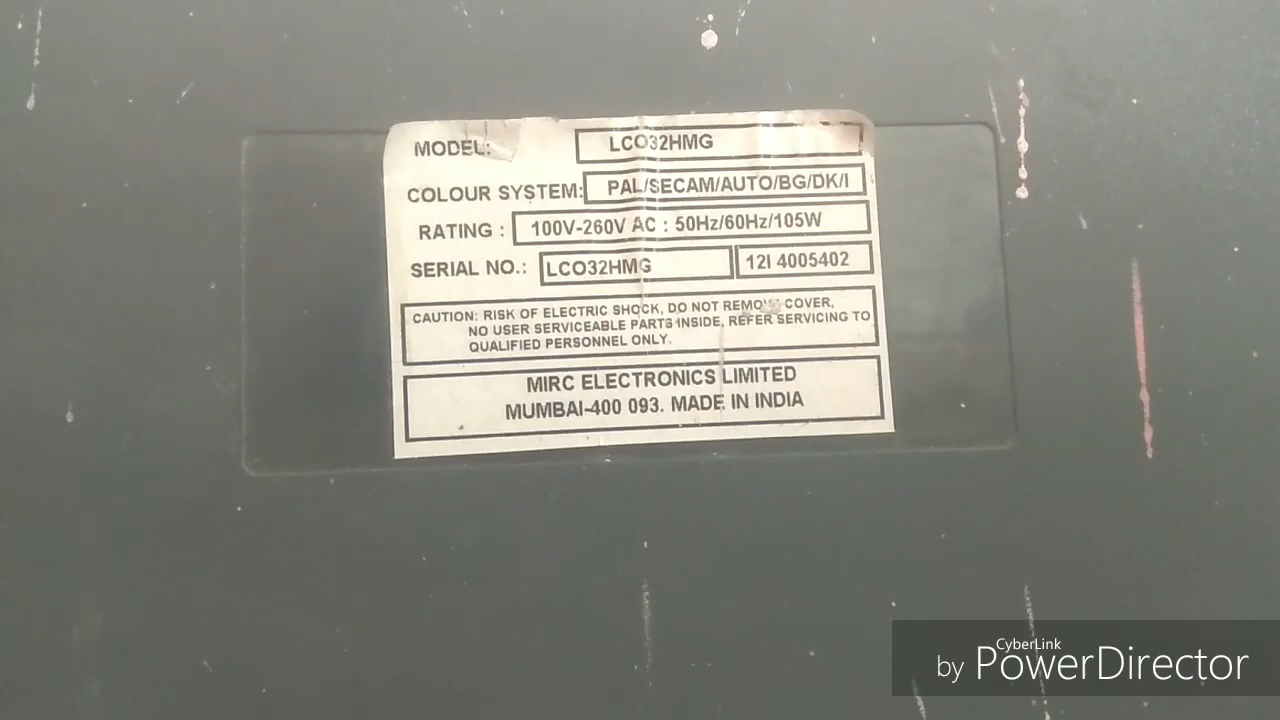 MODEL: LCO32HMG
COLOUR SYSTEM: PAL/SECAM/AUTO/BG/DK/I
RATING : 100V-260V AC : 50Hz/60Hz/105W
SERIAL NO.: LCO32HMG 12I 4005402
CAUTION: RISK OF ELECTRIC SHOCK, DO NOT REMOVE COVER,
NO USER SERVICEABLE PARTS INSIDE, REFER SERVICING TO
QUALIFIED PERSONNEL ONLY.
MIRC ELECTRONICS LIMITED
MUMBAI-400 093. MADE IN INDIA
CyberLink
by PowerDirector